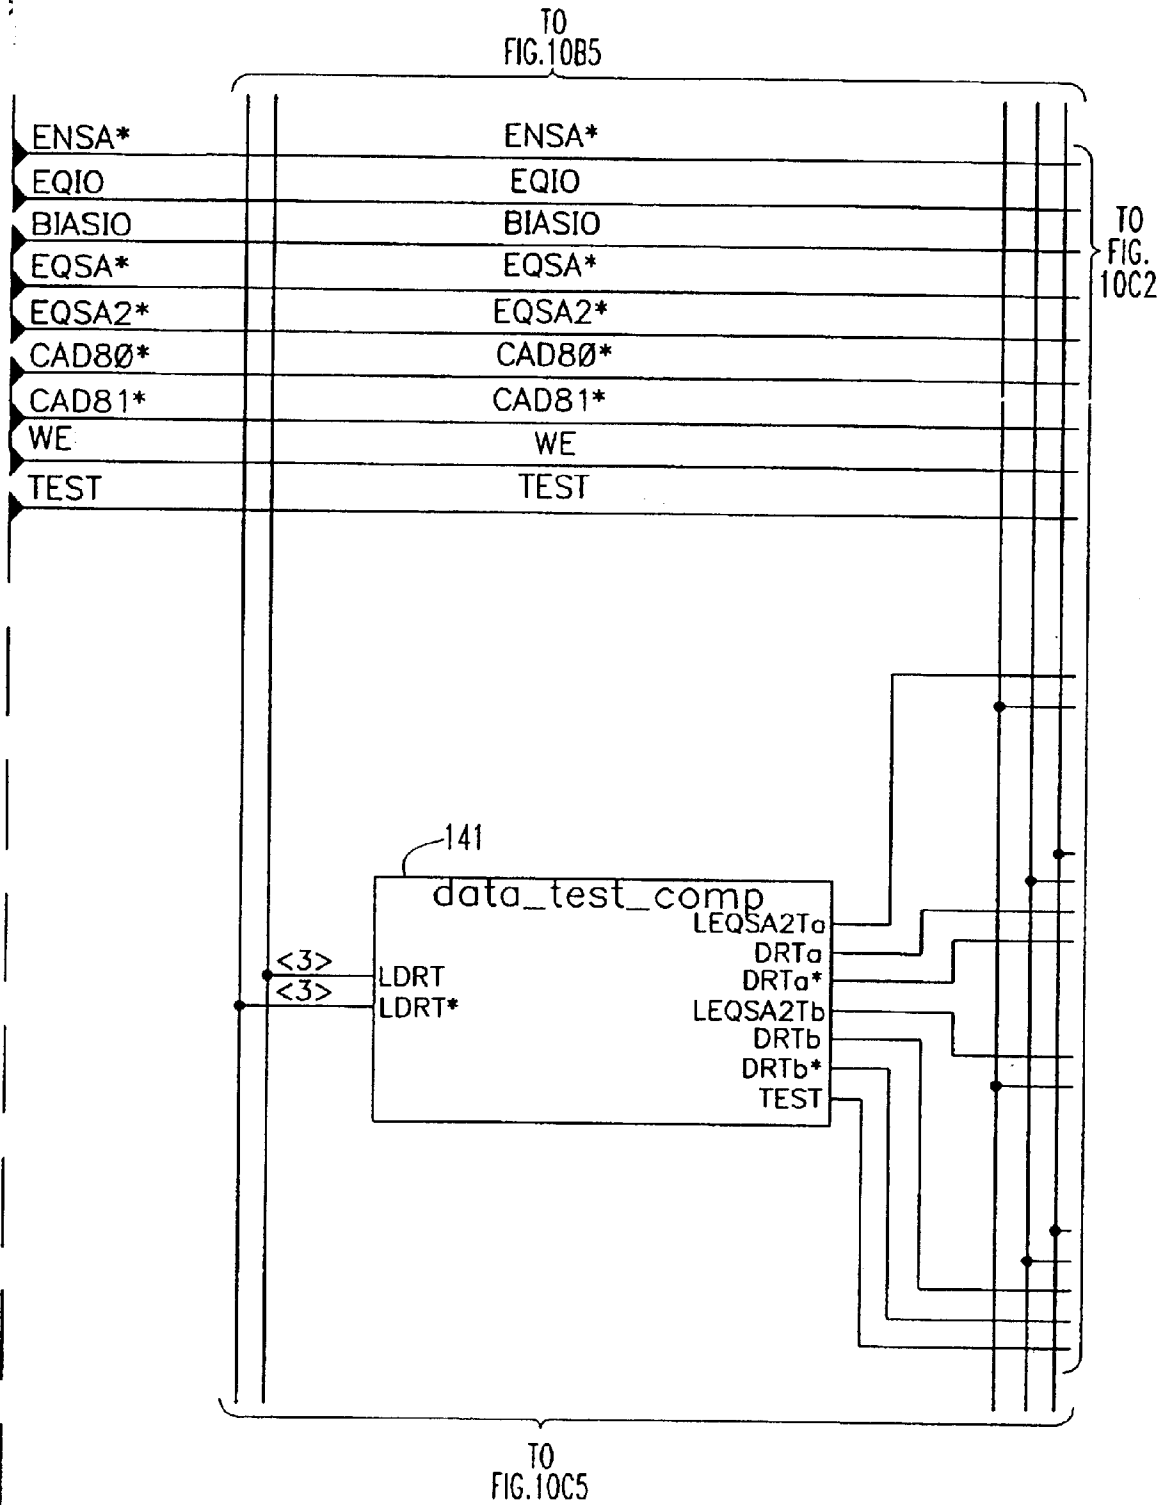 TO
FIG.10B5
ENSA* ENSA*
EQIO EQIO
BIASIO BIASIO
EQSA* EQSA*
EQSA2* EQSA2*
CAD8Ø* CAD8Ø*
CAD81* CAD81*
WE WE
TEST TEST
TO
FIG.
10C2
141
data_test_comp
LEQSA2Ta
DRTa
<3> LDRT DRTa*
<3> LDRT* LEQSA2Tb
DRTb
DRTb*
TEST
TO
FIG.10C5